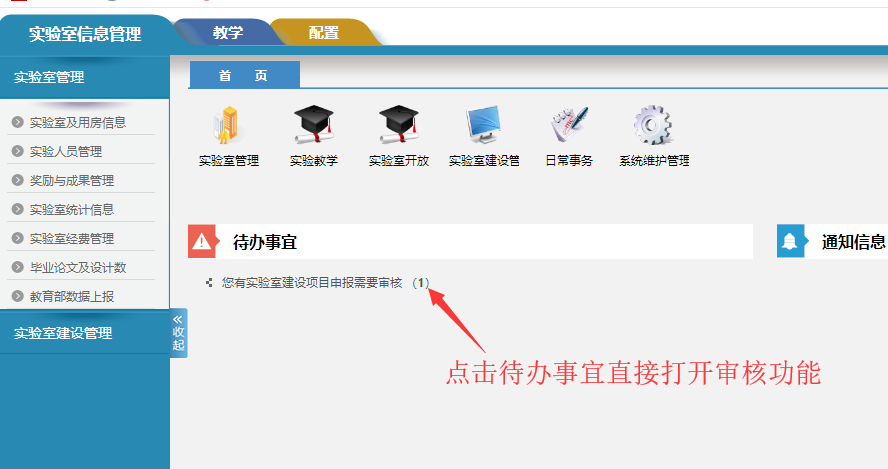 实验室信息管理
教学
配置
实验室管理
实验室及用房信息
实验人员管理
奖励与成果管理
实验室统计信息
实验室经费管理
毕业论文及设计数
教育部数据上报
实验室建设管理
收起
首 页
实验室管理
实验教学
实验室开放
实验室建设管
日常事务
系统维护管理
待办事宜
通知信息
您有实验室建设项目申报需要审核 （1）
点击待办事宜直接打开审核功能